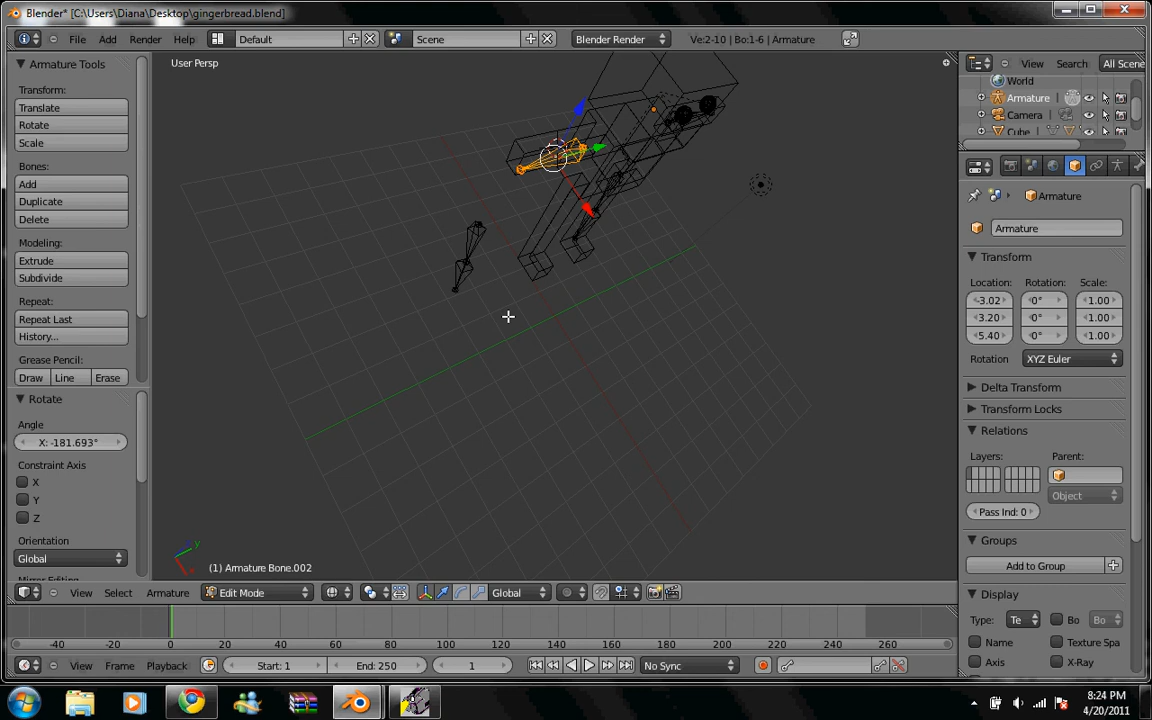 Blender* [C:\Users\Diana\Desktop\gingerbread.blend]
File Add Render Help Default Scene Blender Render Ve:2-10 | Bo:1-6 | Armature
Armature Tools
Transform:
Translate
Rotate
Scale
Bones:
Add
Duplicate
Delete
Modeling:
Extrude
Subdivide
Repeat:
Repeat Last
History...
Grease Pencil:
Draw Line Erase
Rotate
Angle
X: -181.693°
Constraint Axis
X
Y
Z
Orientation
Global
User Persp
y
(1) Armature Bone.002
View Select Armature Edit Mode Global
-40 -20 0 20 40 60 80 100 120 140 160 180 200 220 240 260
View Frame Playback Start: 1 End: 250 1 No Sync
View Search All Scene
World
Armature
Camera
Cube
Armature
Armature
Transform
Location: Rotation: Scale:
-3.02 0° 1.00
3.20 0° 1.00
5.40 0° 1.00
Rotation XYZ Euler
Delta Transform
Transform Locks
Relations
Layers: Parent:
Object
Pass Ind: 0
Groups
Add to Group
Display
Type: Te Bo Bo
Name Texture Spa
Axis X-Ray
8:24 PM
4/20/2011